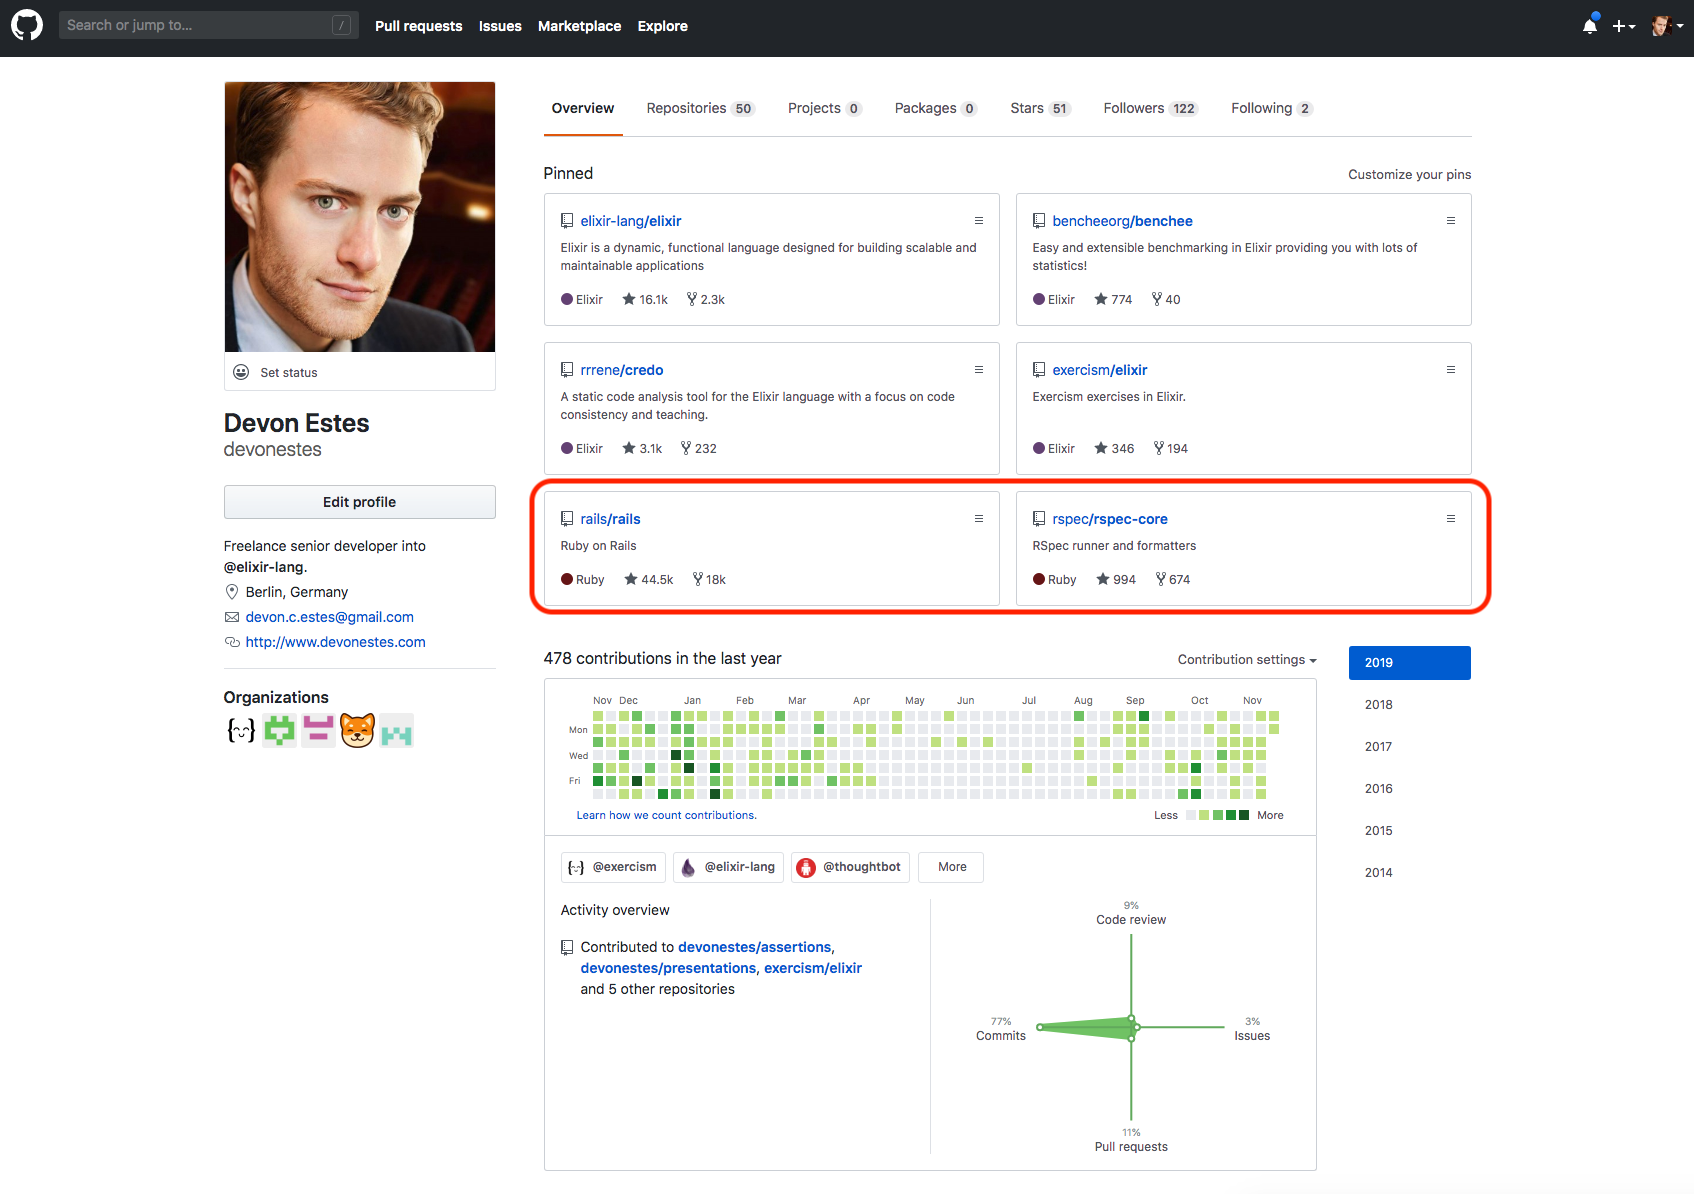 Search or jump to...
/
Pull requests Issues Marketplace Explore
Overview Repositories 50 Projects 0 Packages 0 Stars 51 Followers 122 Following 2
Set status
Devon Estes
devonestes
Edit profile
Freelance senior developer into
@elixir-lang.
Berlin, Germany
devon.c.estes@gmail.com
http://www.devonestes.com
Organizations
Pinned
Customize your pins
elixir-lang/elixir
Elixir is a dynamic, functional language designed for building scalable and
maintainable applications
Elixir 16.1k 2.3k
bencheeorg/benchee
Easy and extensible benchmarking in Elixir providing you with lots of
statistics!
Elixir 774 40
rrrene/credo
A static code analysis tool for the Elixir language with a focus on code
consistency and teaching.
Elixir 3.1k 232
exercism/elixir
Exercism exercises in Elixir.
Elixir 346 194
rails/rails
Ruby on Rails
Ruby 44.5k 18k
rspec/rspec-core
RSpec runner and formatters
Ruby 994 674
478 contributions in the last year
Contribution settings
Nov Dec Jan Feb Mar Apr May Jun Jul Aug Sep Oct Nov
Mon
Wed
Fri
Learn how we count contributions.
Less More
2019
2018
2017
2016
2015
2014
@exercism @elixir-lang @thoughtbot More
Activity overview
Contributed to devonestes/assertions,
devonestes/presentations, exercism/elixir
and 5 other repositories
9%
Code review
77%
Commits
3%
Issues
11%
Pull requests